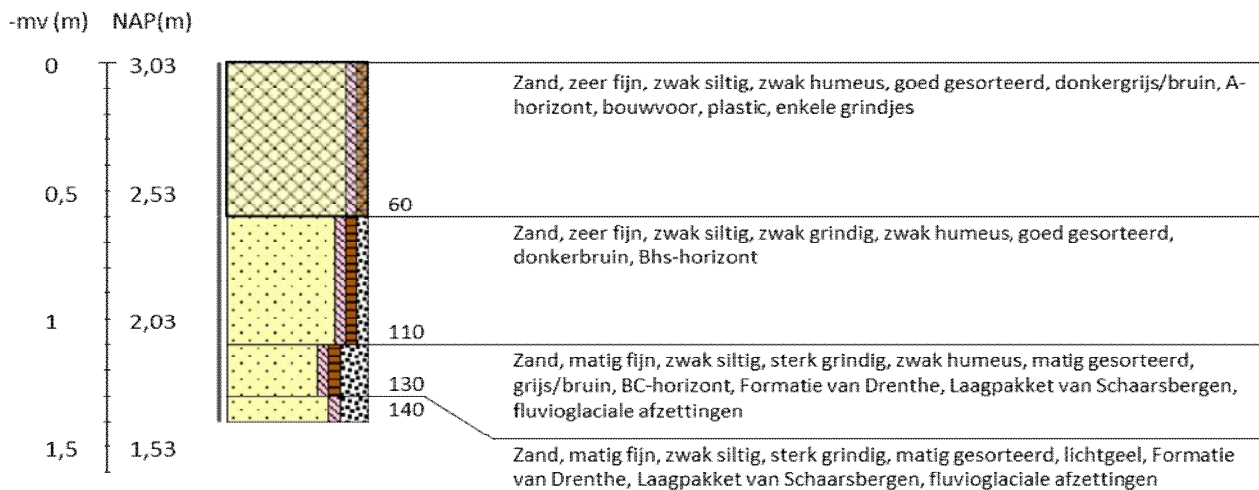 -mv (m) NAP(m)
0 3,03
Zand, zeer fijn, zwak siltig, zwak humeus, goed gesorteerd, donkergrijs/bruin, A-
horizont, bouwvoor, plastic, enkele grindjes
0,5 2,53
60
Zand, zeer fijn, zwak siltig, zwak grindig, zwak humeus, goed gesorteerd,
donkerbruin, Bhs-horizont
1 2,03
110
Zand, matig fijn, zwak siltig, sterk grindig, zwak humeus, matig gesorteerd,
grijs/bruin, BC-horizont, Formatie van Drenthe, Laagpakket van Schaarsbergen,
fluvioglaciale afzettingen
130
140
1,5 1,53
Zand, matig fijn, zwak siltig, sterk grindig, matig gesorteerd, lichtgeel, Formatie
van Drenthe, Laagpakket van Schaarsbergen, fluvioglaciale afzettingen